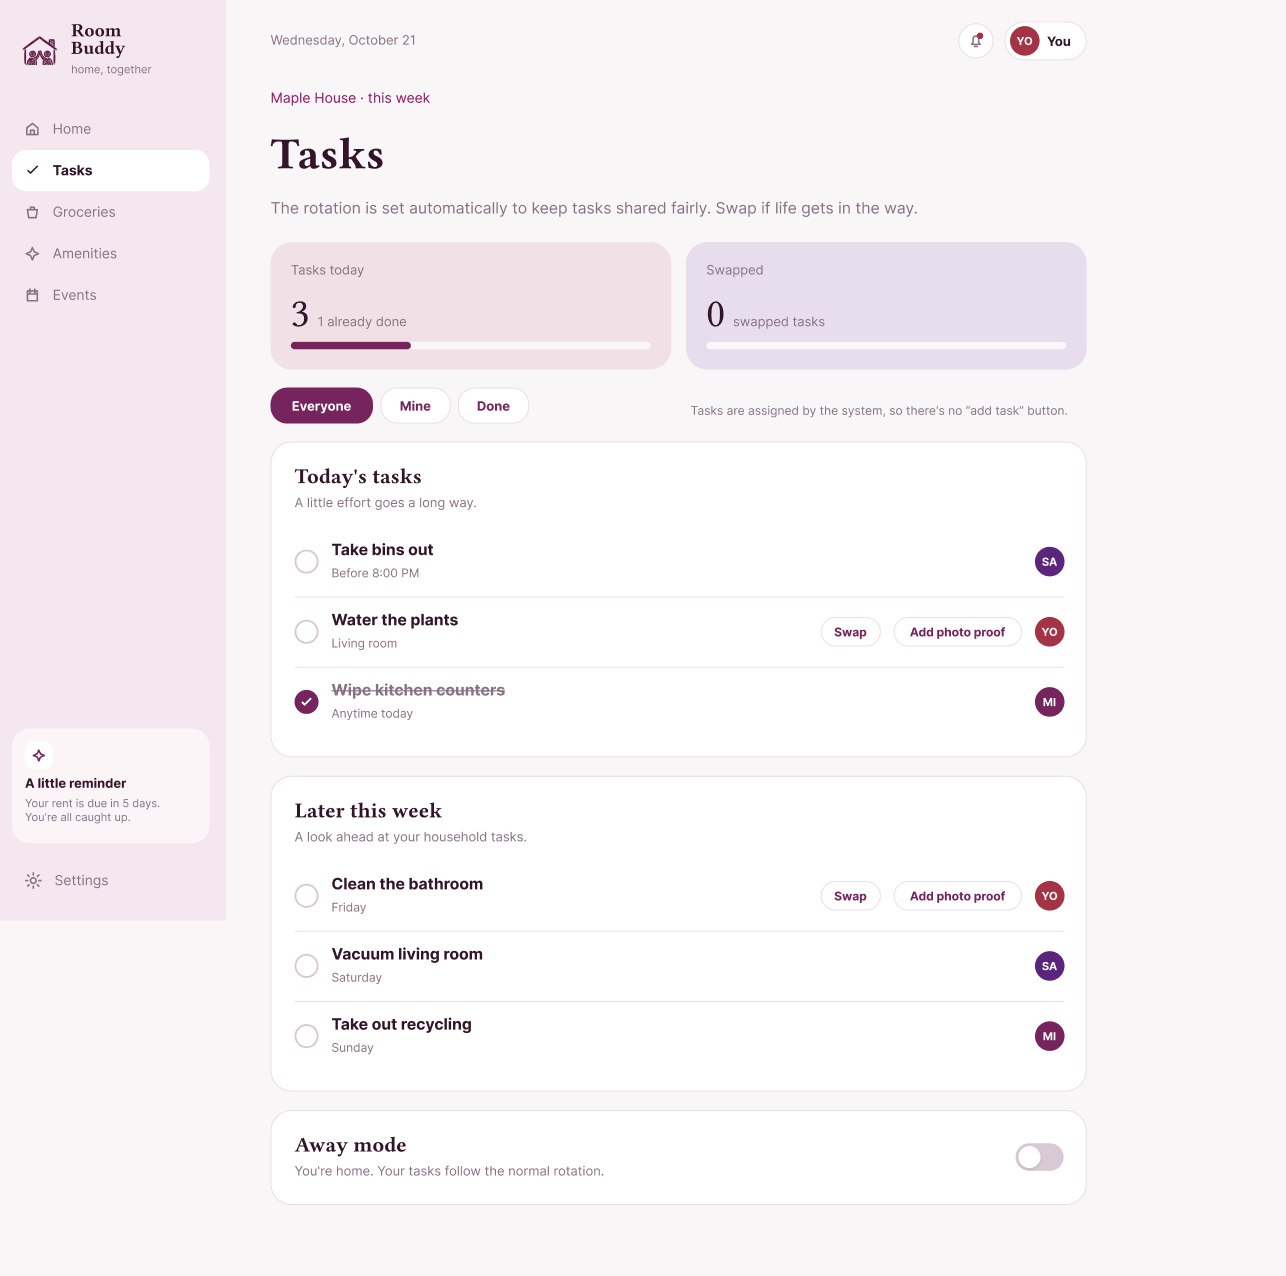 Room
Buddy
home, together
Home
Tasks
Groceries
Amenities
Events
A little reminder
Your rent is due in 5 days.
You're all caught up.
Settings
Wednesday, October 21
YO
You
Maple House · this week
Tasks
The rotation is set automatically to keep tasks shared fairly. Swap if life gets in the way.
Tasks today
3 1 already done
Swapped
0 swapped tasks
Everyone
Mine
Done
Tasks are assigned by the system, so there's no "add task" button.
Today's tasks
A little effort goes a long way.
Take bins out
Before 8:00 PM
SA
Water the plants
Living room
Swap
Add photo proof
YO
Wipe kitchen counters
Anytime today
MI
Later this week
A look ahead at your household tasks.
Clean the bathroom
Friday
Swap
Add photo proof
YO
Vacuum living room
Saturday
SA
Take out recycling
Sunday
MI
Away mode
You're home. Your tasks follow the normal rotation.